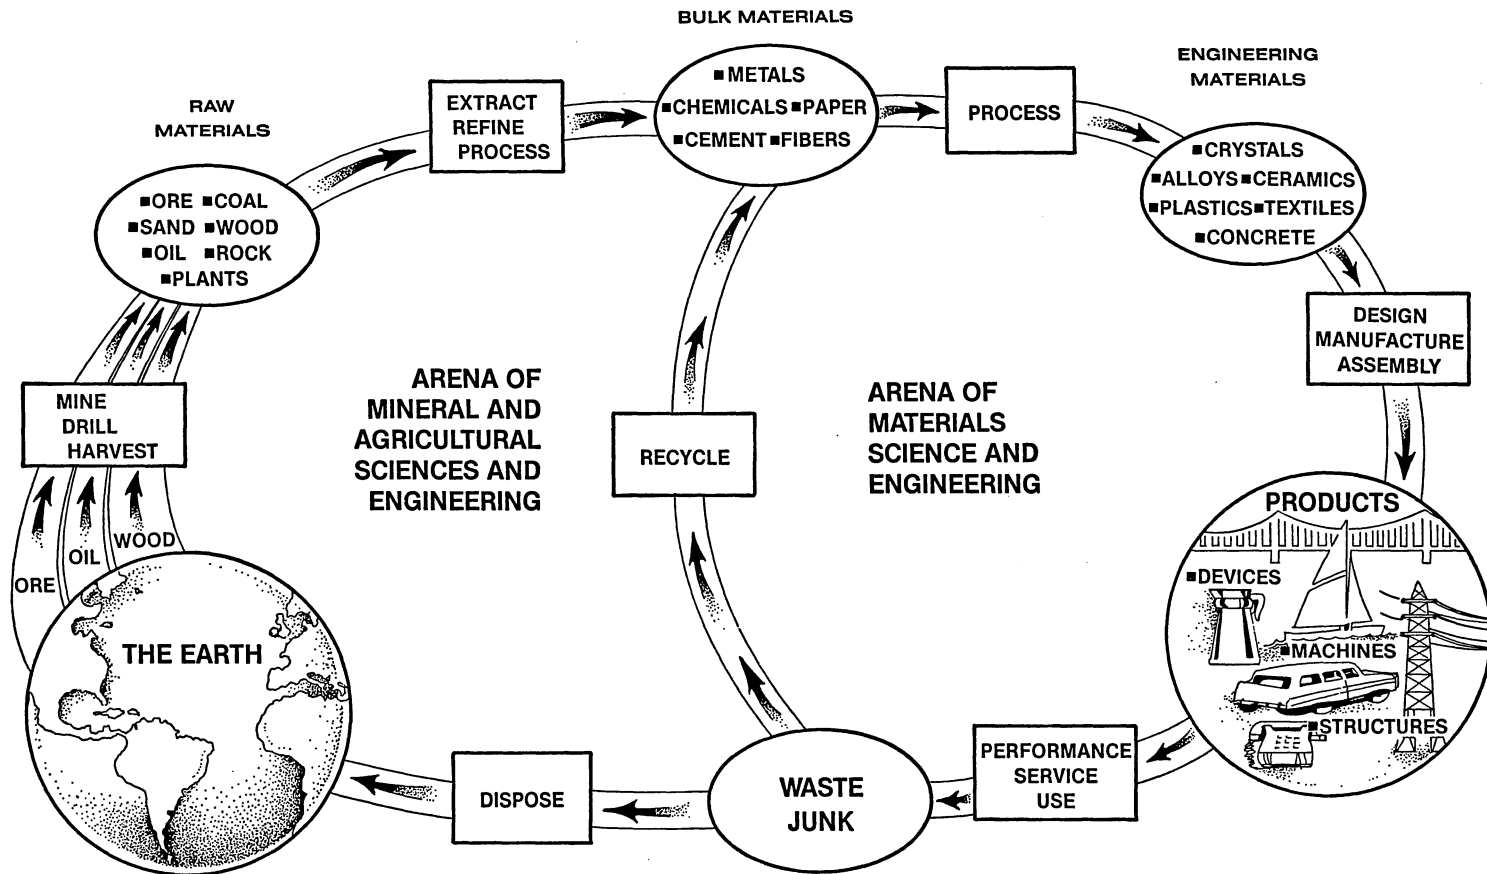 BULK MATERIALS
ENGINEERING
MATERIALS
RAW
MATERIALS
■ORE ■COAL
■SAND ■WOOD
■OIL ■ROCK
■PLANTS
EXTRACT
REFINE
PROCESS
■METALS
■CHEMICALS ■PAPER
■CEMENT ■FIBERS
PROCESS
■CRYSTALS
■ALLOYS ■CERAMICS
■PLASTICS ■TEXTILES
■CONCRETE
DESIGN
MANUFACTURE
ASSEMBLY
MINE
DRILL
HARVEST
ARENA OF
MINERAL AND
AGRICULTURAL
SCIENCES AND
ENGINEERING
RECYCLE
ARENA OF
MATERIALS
SCIENCE AND
ENGINEERING
ORE
OIL
WOOD
THE EARTH
PRODUCTS
■DEVICES
■MACHINES
■STRUCTURES
PERFORMANCE
SERVICE
USE
WASTE
JUNK
DISPOSE